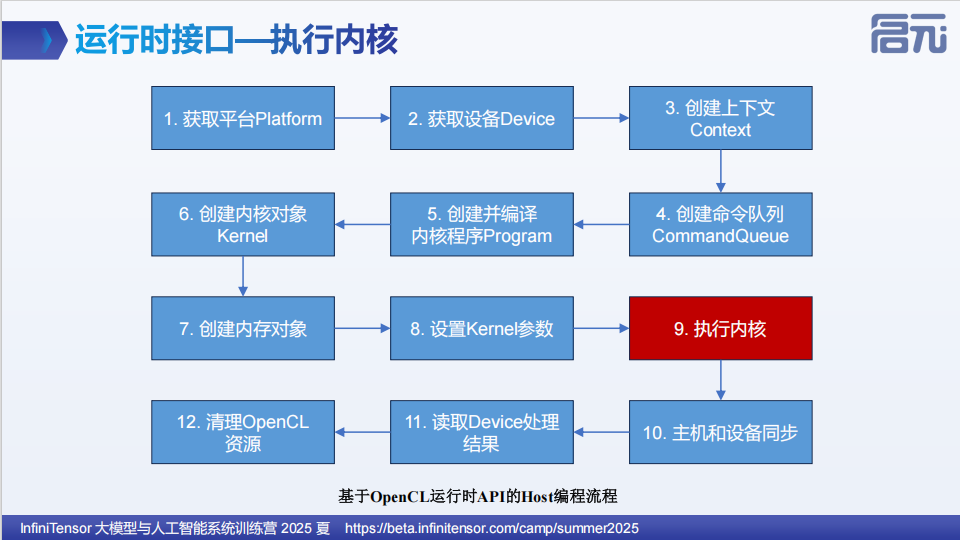 运行时接口—执行内核
启元
1. 获取平台Platform
2. 获取设备Device
3. 创建上下文
Context
4. 创建命令队列
CommandQueue
5. 创建并编译
内核程序Program
6. 创建内核对象
Kernel
7. 创建内存对象
8. 设置Kernel参数
9. 执行内核
10. 主机和设备同步
11. 读取Device处理
结果
12. 清理OpenCL
资源
基于OpenCL运行时API的Host编程流程
InfiniTensor 大模型与人工智能系统训练营 2025 夏 https://beta.infinitensor.com/camp/summer2025